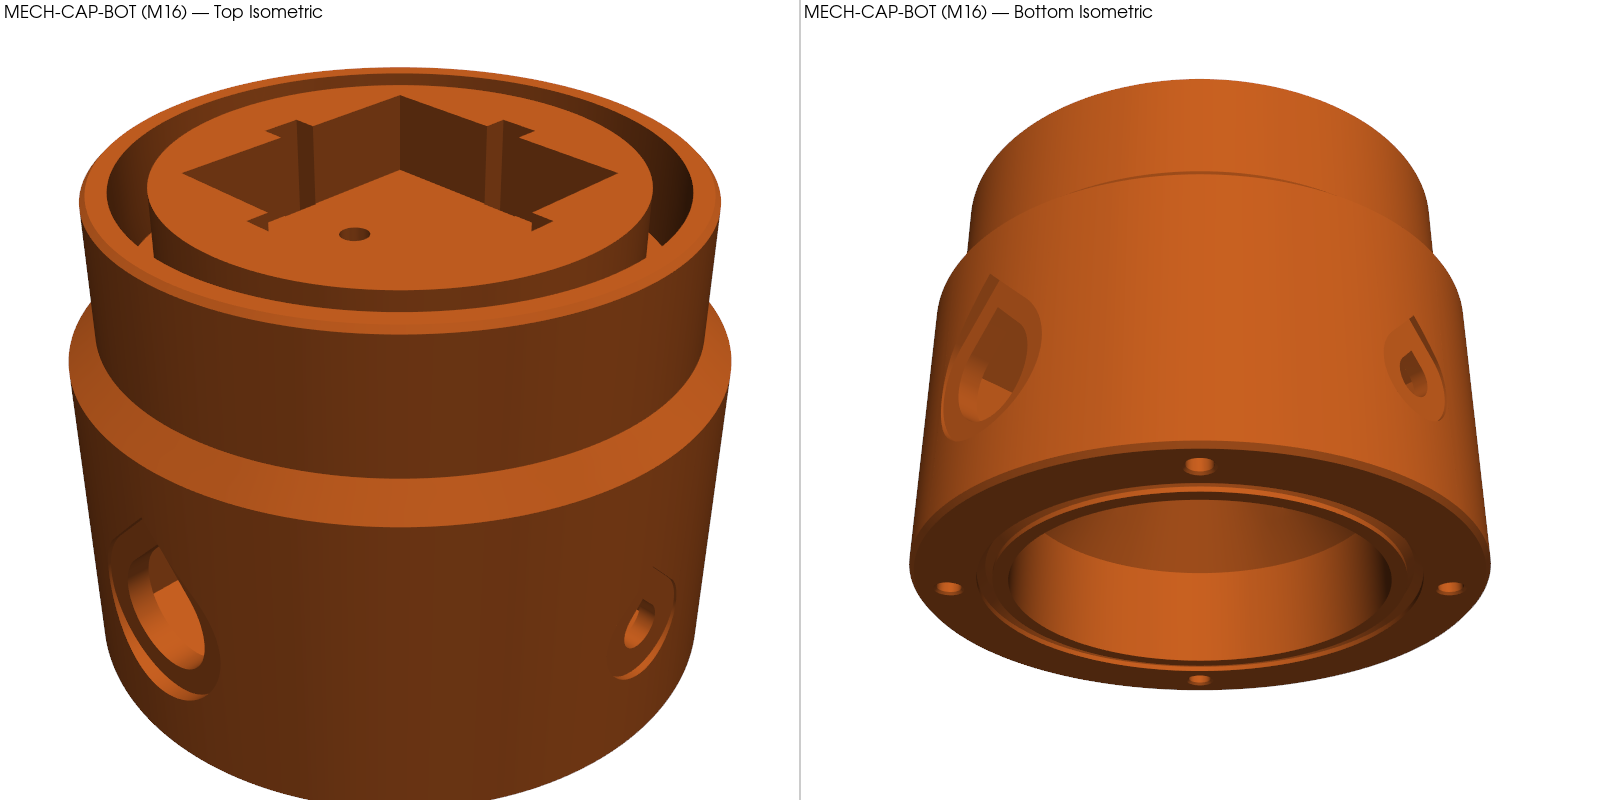 MECH-CAP-BOT (M16) — Top Isometric
MECH-CAP-BOT (M16) — Bottom Isometric